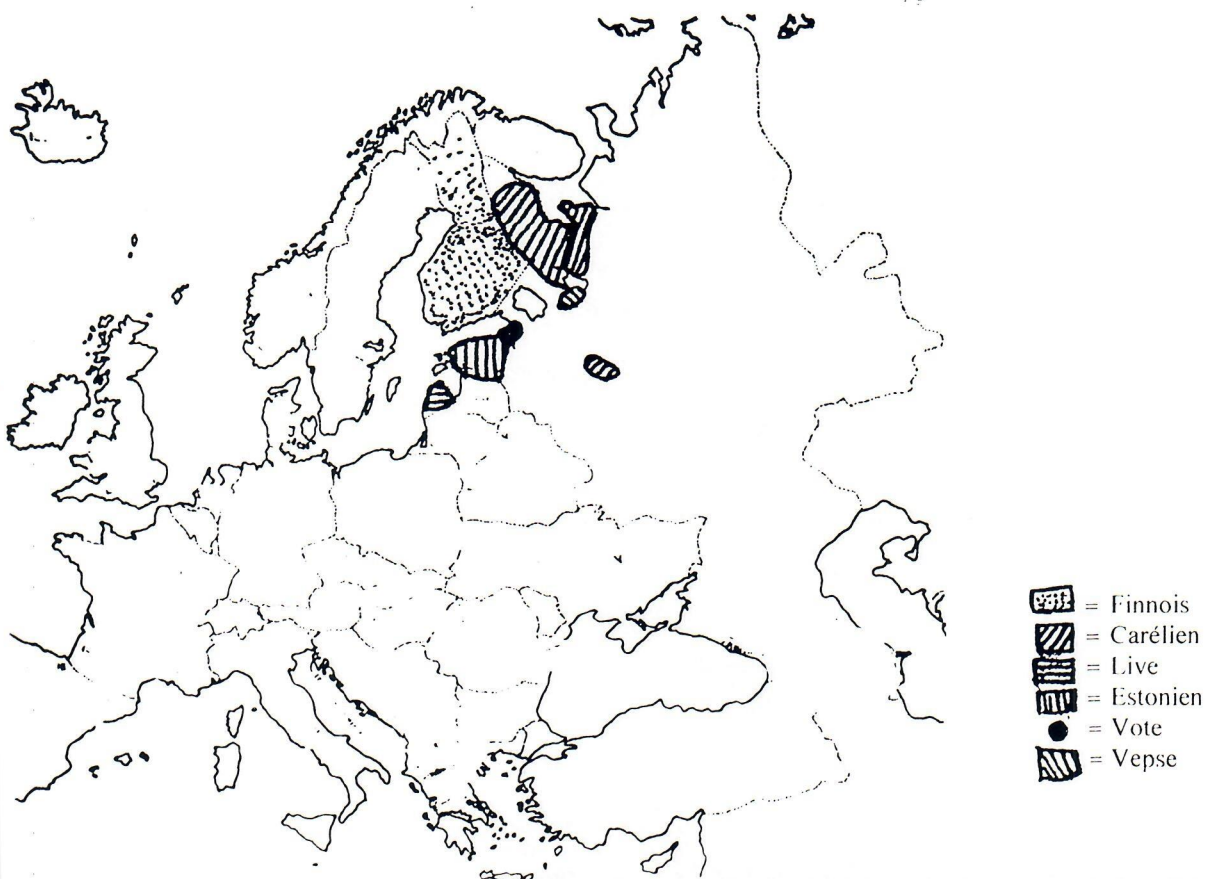 = Finnois
= Carélien
= Live
= Estonien
= Vote
= Vepse